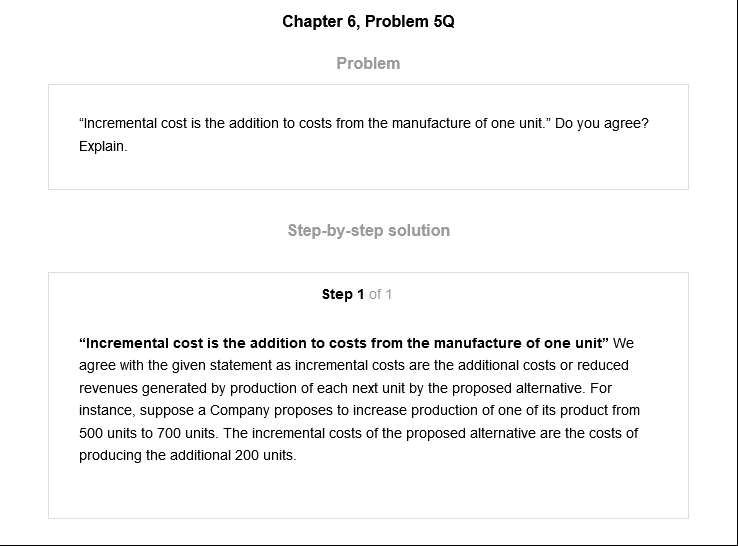 Chapter 6, Problem 5Q
Problem
“Incremental cost is the addition to costs from the manufacture of one unit.” Do you agree?
Explain.
Step-by-step solution
Step 1 of 1
“Incremental cost is the addition to costs from the manufacture of one unit” We
agree with the given statement as incremental costs are the additional costs or reduced
revenues generated by production of each next unit by the proposed alternative. For
instance, suppose a Company proposes to increase production of one of its product from
500 units to 700 units. The incremental costs of the proposed alternative are the costs of
producing the additional 200 units.